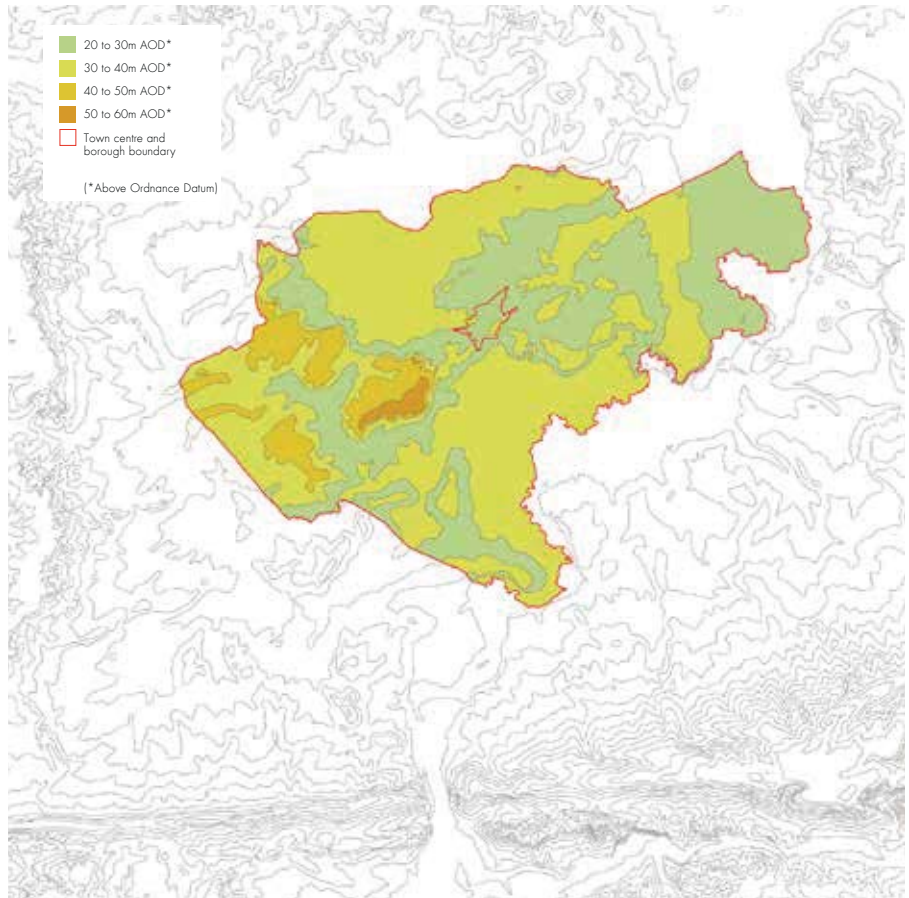 20 to 30m AOD*
30 to 40m AOD*
40 to 50m AOD*
50 to 60m AOD*
Town centre and
borough boundary
(*Above Ordnance Datum)